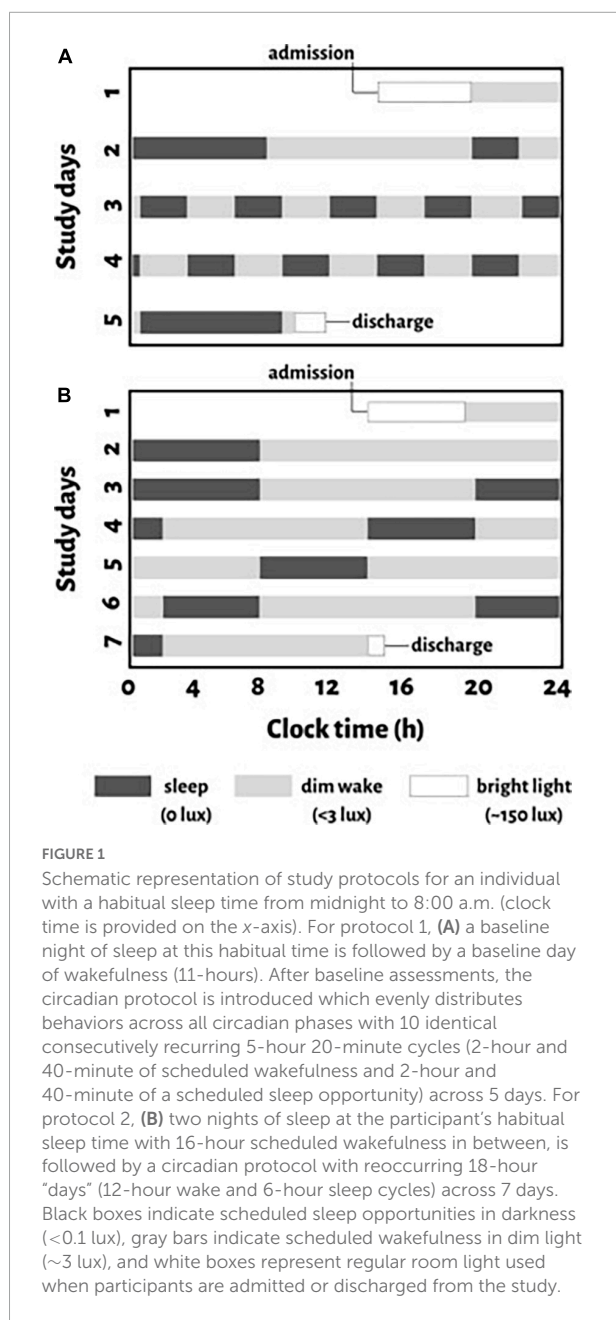 A
admission
Study days
1
2
3
4
5
discharge
B
admission
Study days
1
2
3
4
5
6
7
discharge
0 4 8 12 16 20 24
Clock time (h)
sleep dim wake bright light
(0 lux) (<3 lux) (~150 lux)
FIGURE 1
Schematic representation of study protocols for an individual
with a habitual sleep time from midnight to 8:00 a.m. (clock
time is provided on the x-axis). For protocol 1, (A) a baseline
night of sleep at this habitual time is followed by a baseline day
of wakefulness (11-hours). After baseline assessments, the
circadian protocol is introduced which evenly distributes
behaviors across all circadian phases with 10 identical
consecutively recurring 5-hour 20-minute cycles (2-hour and
40-minute of scheduled wakefulness and 2-hour and
40-minute of a scheduled sleep opportunity) across 5 days. For
protocol 2, (B) two nights of sleep at the participant's habitual
sleep time with 16-hour scheduled wakefulness in between, is
followed by a circadian protocol with reoccurring 18-hour
"days" (12-hour wake and 6-hour sleep cycles) across 7 days.
Black boxes indicate scheduled sleep opportunities in darkness
(<0.1 lux), gray bars indicate scheduled wakefulness in dim light
(~3 lux), and white boxes represent regular room light used
when participants are admitted or discharged from the study.